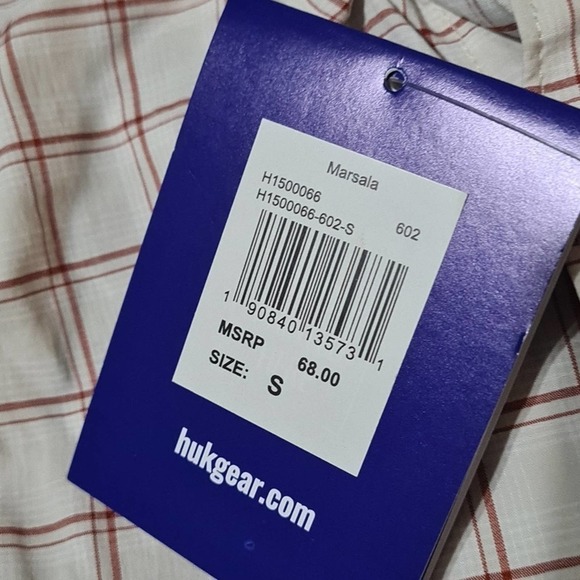 Marsala
H1500066
H1500066-602-S 602
1 90840 13573 1
MSRP 68.00
SIZE: S
hukgear.com